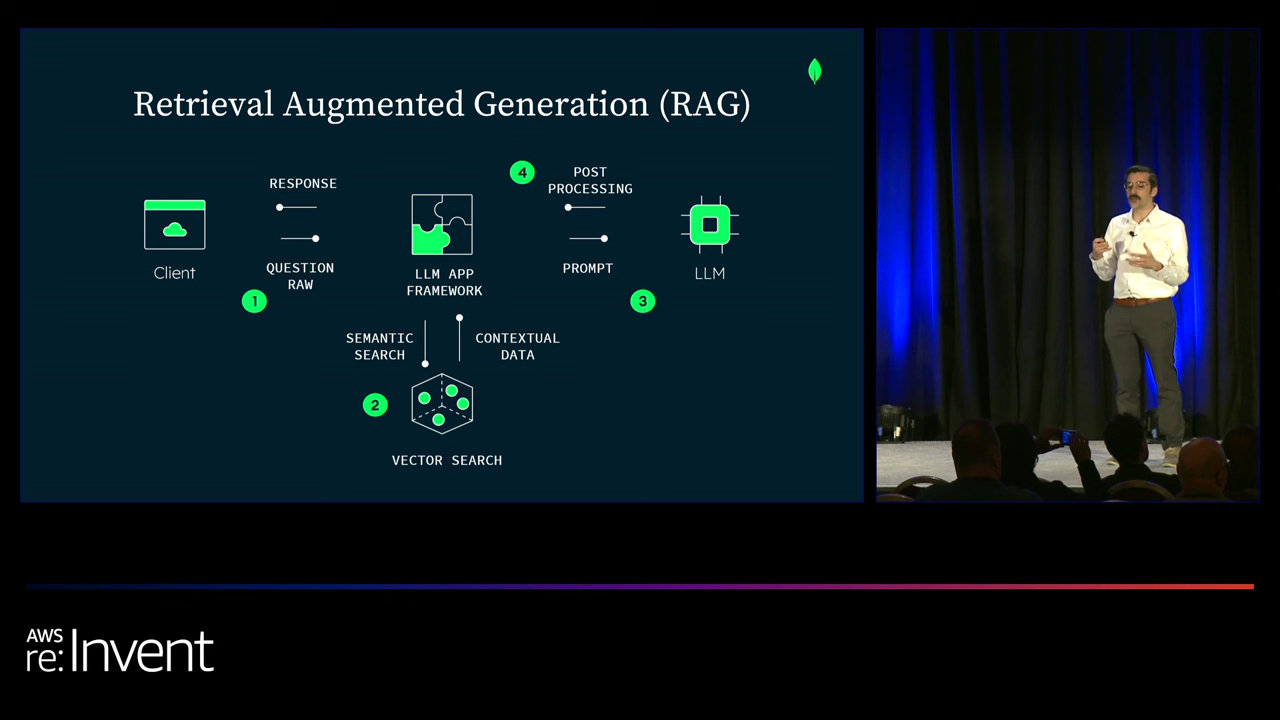 Retrieval Augmented Generation (RAG)
4
POST
PROCESSING
RESPONSE
Client
QUESTION
RAW
1
LLM APP
FRAMEWORK
PROMPT
3
LLM
SEMANTIC
SEARCH
CONTEXTUAL
DATA
2
VECTOR SEARCH
AWS
re:Invent